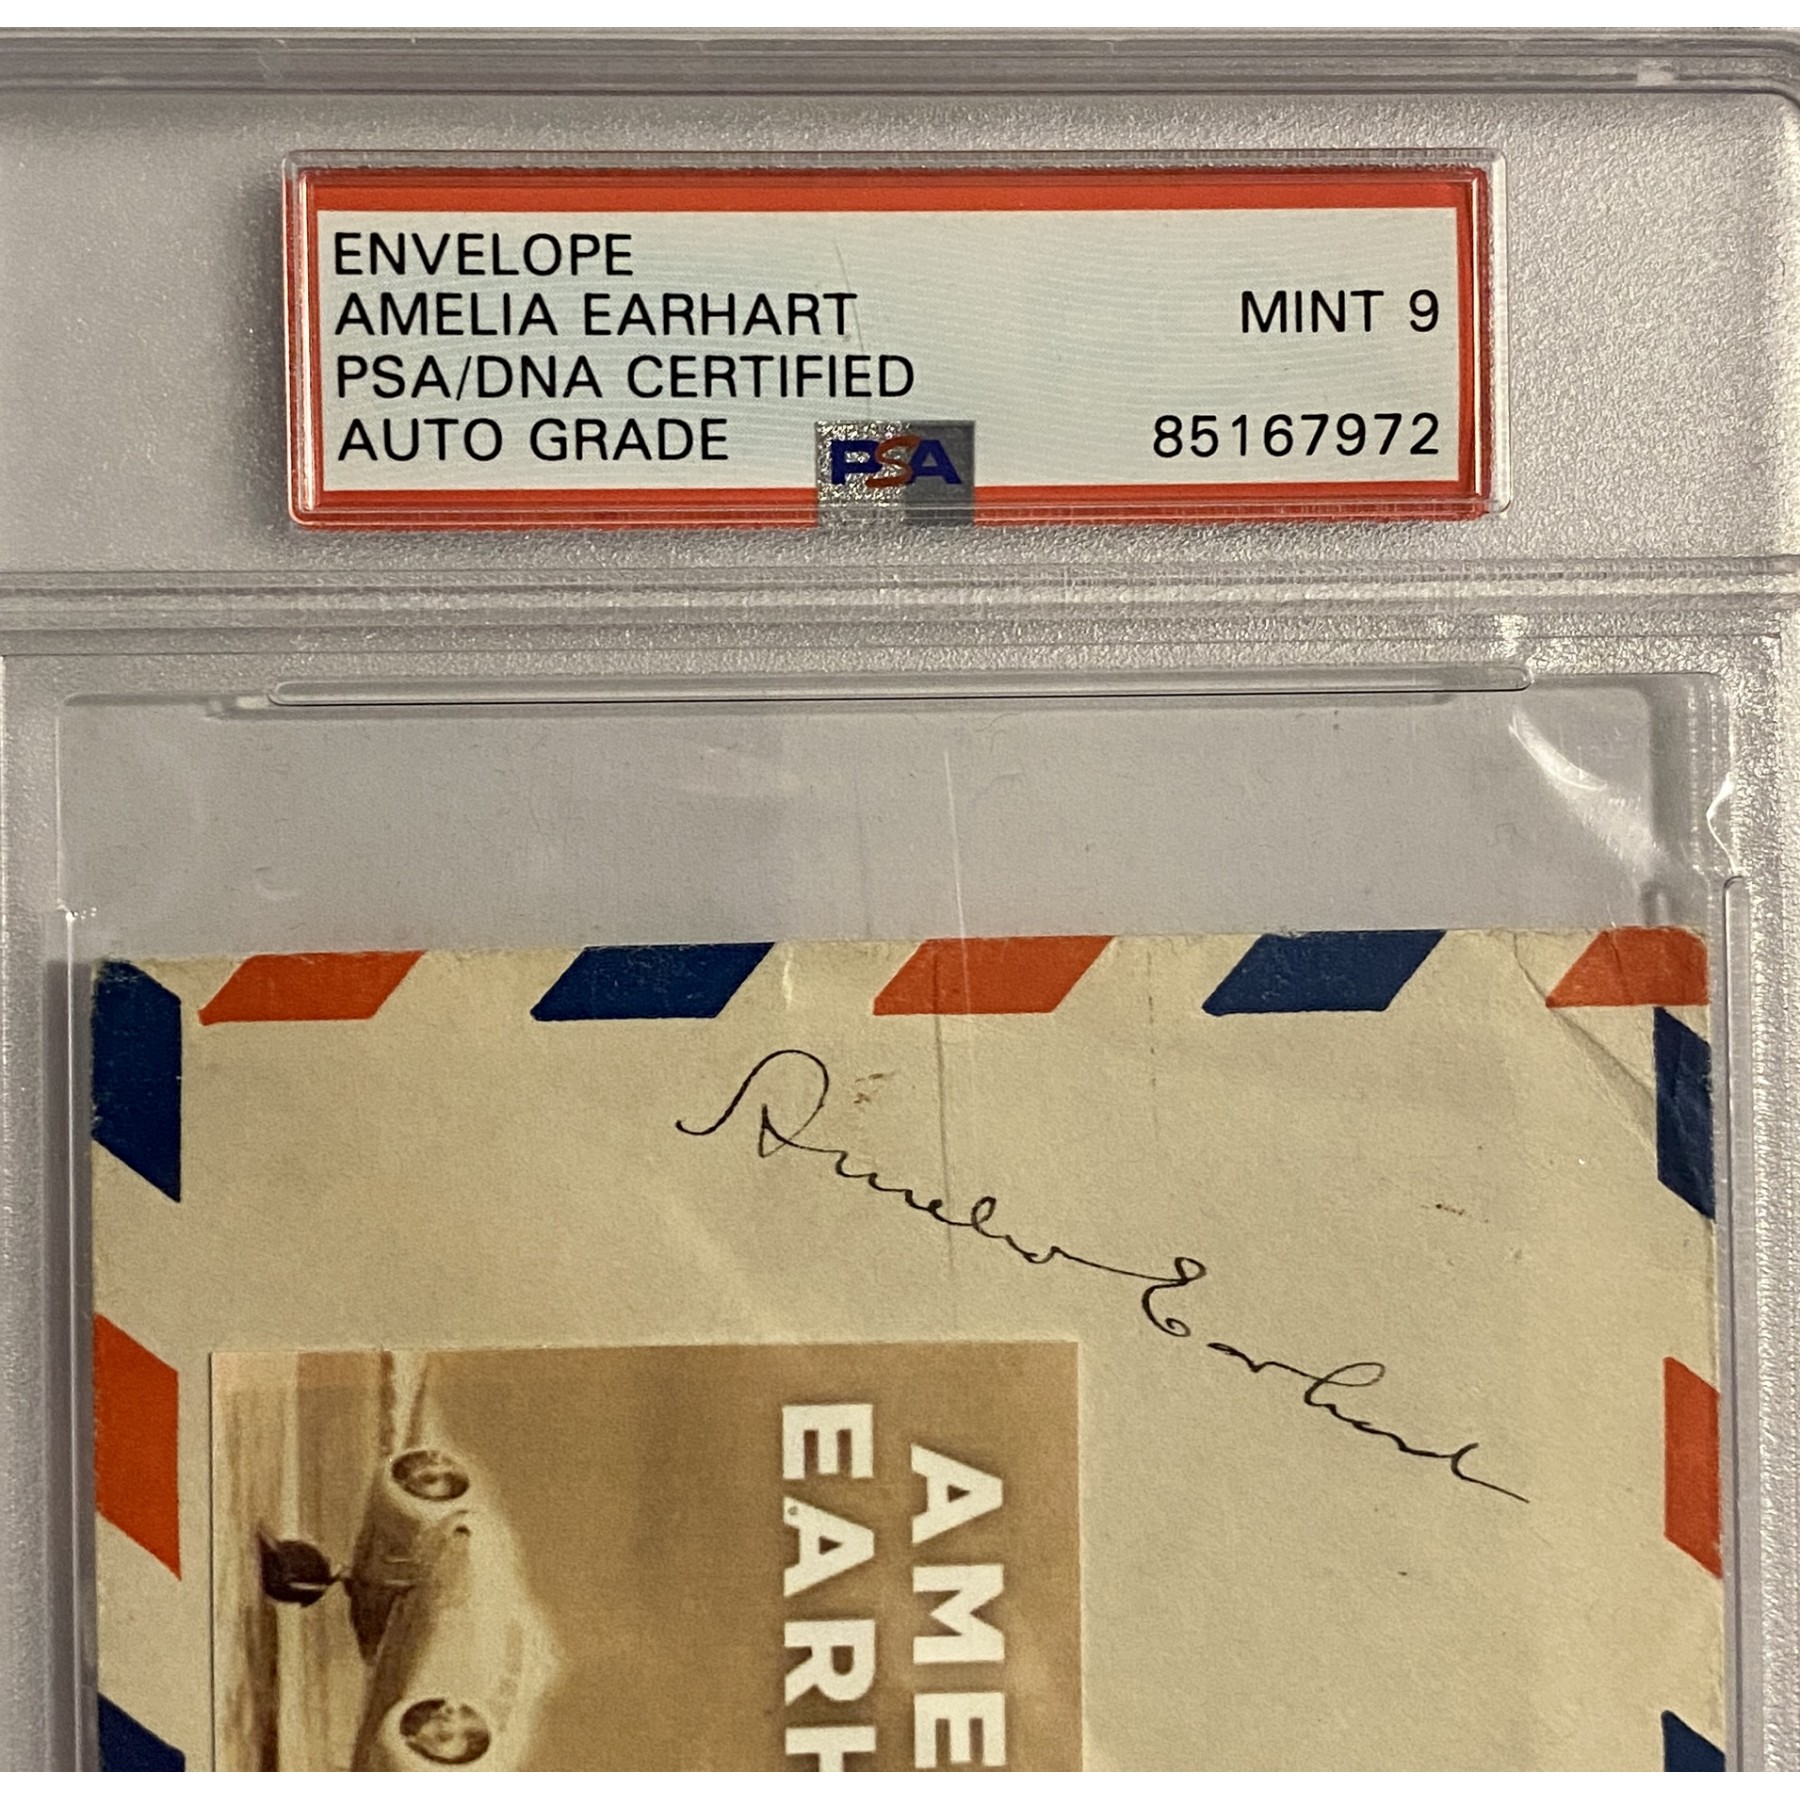 ENVELOPE
AMELIA EARHART
PSA/DNA CERTIFIED
AUTO GRADE
MINT 9
85167972
PSA
Amelia Earhart
AME
EARH